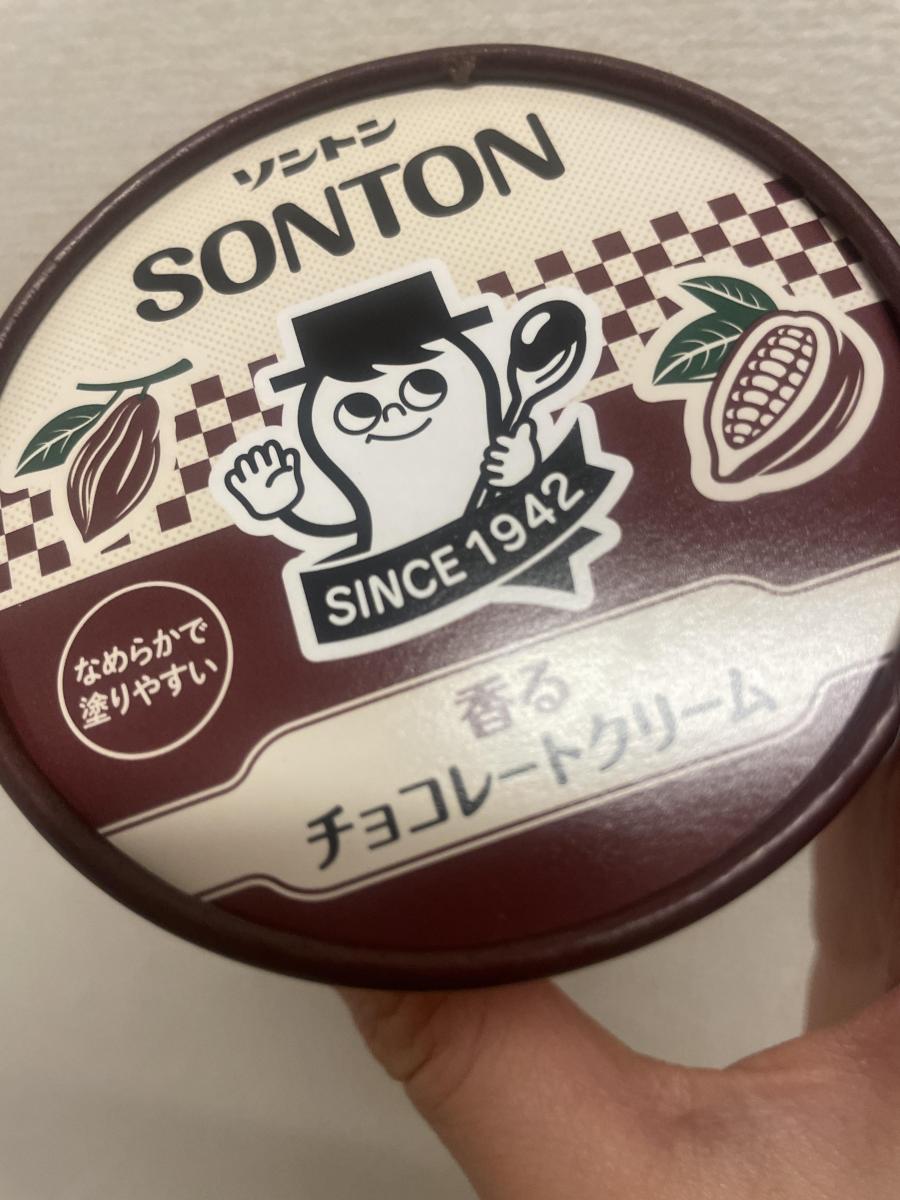 ソントン
SONTON
SINCE 1942
なめらかで
塗りやすい
香る
チョコレートクリーム